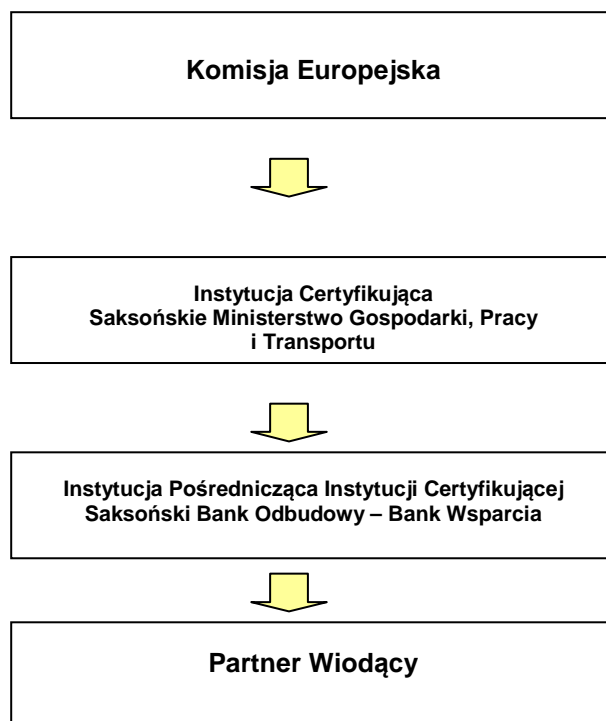 Komisja Europejska
Instytucja Certyfikująca
Saksońskie Ministerstwo Gospodarki, Pracy
i Transportu
Instytucja Pośrednicząca Instytucji Certyfikującej
Saksoński Bank Odbudowy – Bank Wsparcia
Partner Wiodący